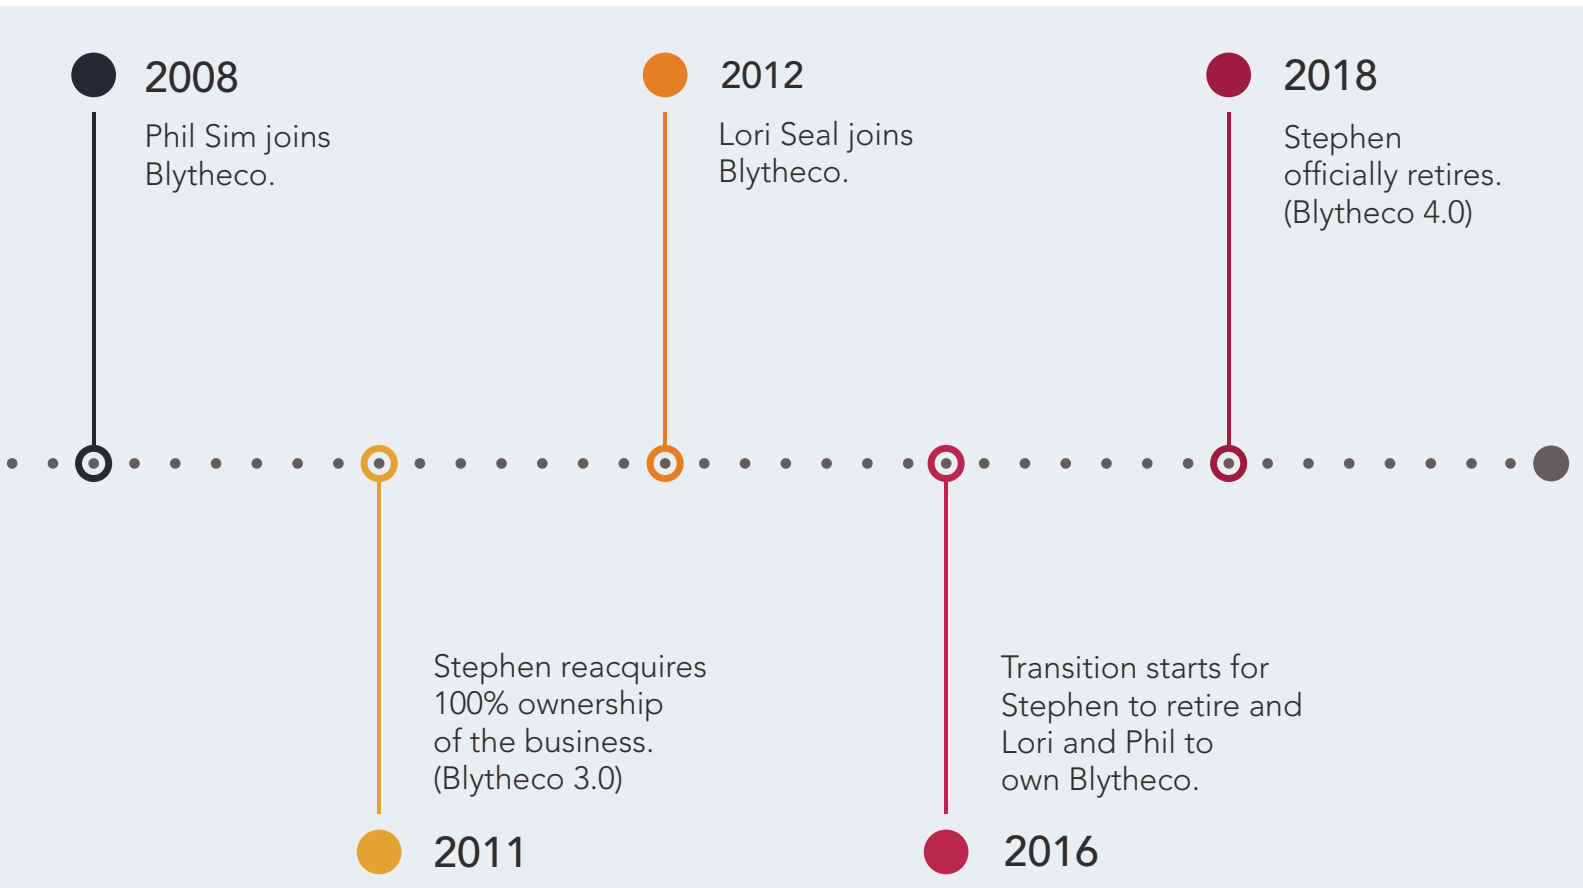 2008
Phil Sim joins
Blytheco.
2012
Lori Seal joins
Blytheco.
2018
Stephen
officially retires.
(Blytheco 4.0)
Stephen reacquires
100% ownership
of the business.
(Blytheco 3.0)
2011
Transition starts for
Stephen to retire and
Lori and Phil to
own Blytheco.
2016